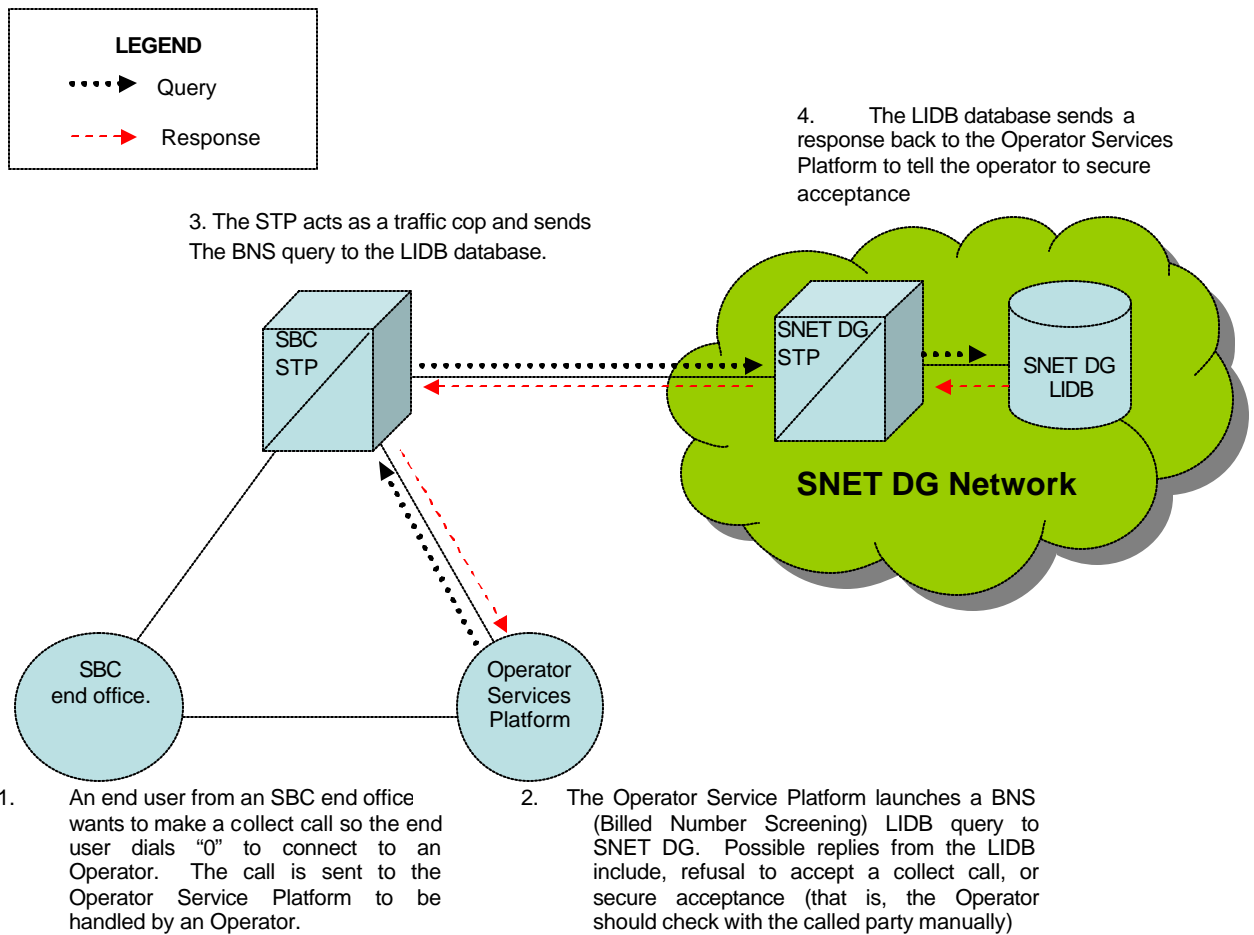 LEGEND
Query
Response
4. The LIDB database sends a
response back to the Operator Services
Platform to tell the operator to secure
acceptance
3. The STP acts as a traffic cop and sends
The BNS query to the LIDB database.
SBC
STP
SNET DG
STP
SNET DG
LIDB
SNET DG Network
SBC
end office.
Operator
Services
Platform
1. An end user from an SBC end office
wants to make a collect call so the end
user dials “0” to connect to an
Operator. The call is sent to the
Operator Service Platform to be
handled by an Operator.
2. The Operator Service Platform launches a BNS
(Billed Number Screening) LIDB query to
SNET DG. Possible replies from the LIDB
include, refusal to accept a collect call, or
secure acceptance (that is, the Operator
should check with the called party manually)